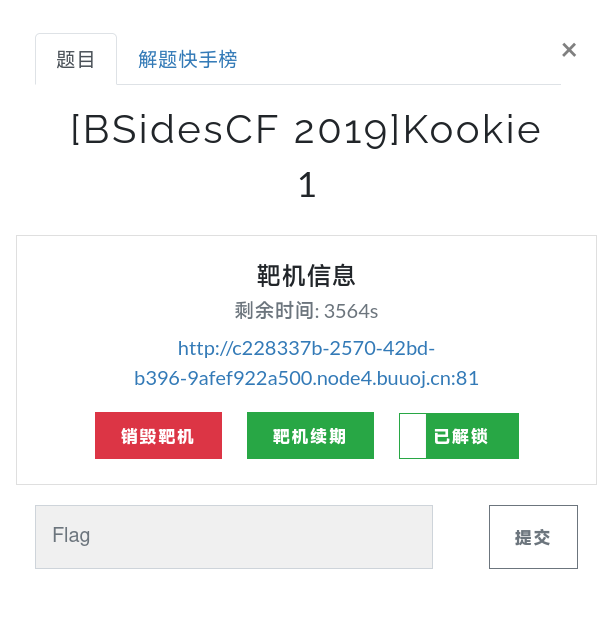 题目 解题快手榜 ×
[BSidesCF 2019]Kookie
1
靶机信息
剩余时间: 3564s
http://c228337b-2570-42bd-
b396-9afef922a500.node4.buuoj.cn:81
销毁靶机 靶机续期 已解锁
Flag 提交